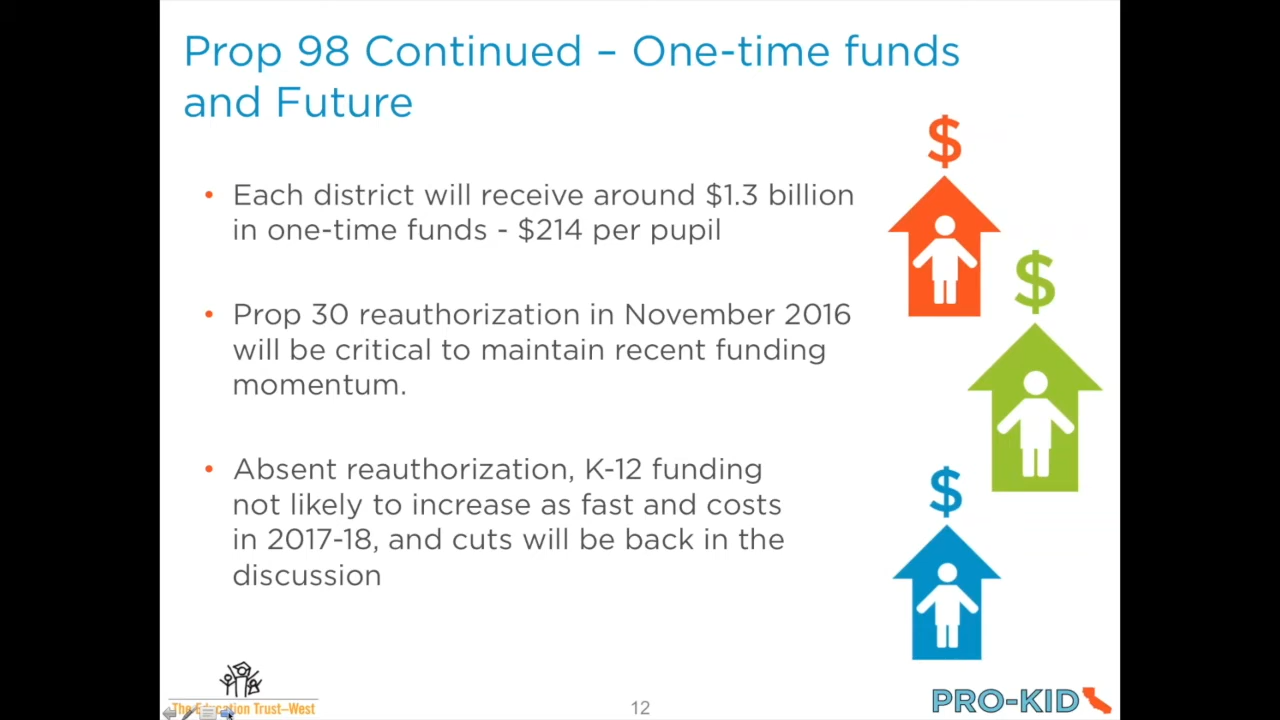 Prop 98 Continued – One-time funds
and Future
$
• Each district will receive around $1.3 billion
in one-time funds - $214 per pupil
$
• Prop 30 reauthorization in November 2016
will be critical to maintain recent funding
momentum.
• Absent reauthorization, K-12 funding
not likely to increase as fast and costs
in 2017-18, and cuts will be back in the
discussion
$
The Education Trust—West
12
PRO-KID